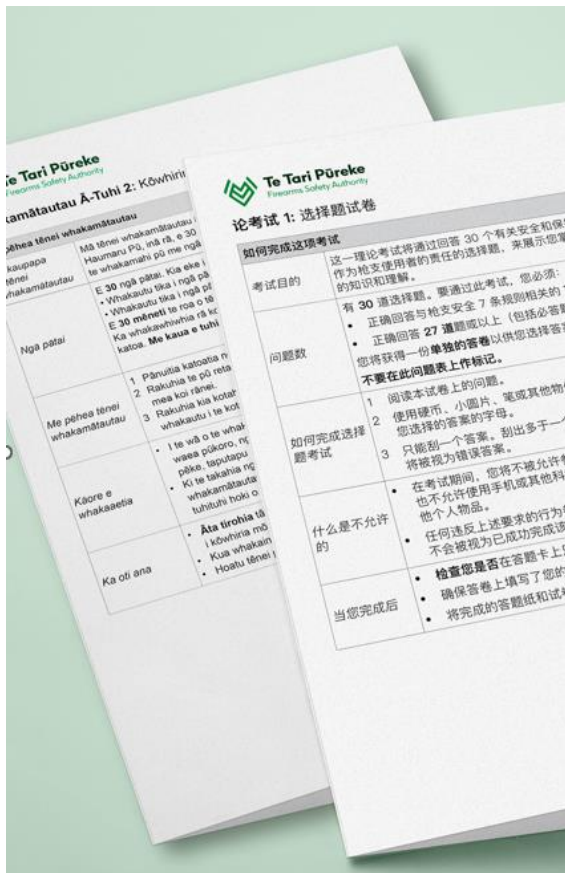 Te Tari Pūreke
Firearms Safety Authority
kamātautau Ā-Tuhi 2: Kōwhiri
pēhea tēnei whakamātautau
kaupapa
tēnei
whakamātautau
Mā tēnei whakamātautau
Haumaru Pū, inā rā, e 30
te whakamahi pū me ngā
Ngā pātai
E 30 ngā pātai. Kia eke i
• Whakautu tika i ngā pā
• Whakautu tika i ngā p
E 30 mēneti te roa o tē
Ka whakawhiwhia rā ko
katoa. Me kaua e tuhi
Me pēhea tēnei
whakamātautau
1 Pānuitia katoatia n
2 Rakuhia te pū reta
mea koi rānei.
3 Rakuhia kia kotah
whakautu i te kot
Kāore e
whakaaetia
• I te wā o te whak
waea pūkoro, ng
pēke, taputapu
• Ki te takahia ng
whakamātauta
tuhituhi hoki o
Ka oti ana
• Āta tirohia tā
i kōwhiria mō
• Kua whakain
• Hoatu tēnei
Te Tari Pūreke
Firearms Safety Authority
论考试 1: 选择题试卷
如何完成这项考试
考试目的
这一理论考试将通过回答 30 个有关安全和保
作为枪支使用者的责任的选择题，来展示您掌
的知识和理解。
问题数
有 30 道选择题。要通过此考试，您必须：
• 正确回答与枪支安全 7 条规则相关的 7
• 正确回答 27 道题或以上（包括必答题
您将获得一份单独的答卷以供您选择答案
不要在此问题表上作标记。
如何完成选择
题考试
1 阅读本试卷上的问题。
2 使用硬币、小圆片、笔或其他物
您选择的答案的字母。
3 只能刮一个答案。刮出多于一
将被视为错误答案。
什么是不允许
的
• 在考试期间，您将不被允许
也不允许使用手机或其他科
他个人物品。
• 任何违反上述要求的行为
不会被视为已成功完成该
当您完成后
• 检查您是否在答题卡上
• 确保答卷上填写了您的
• 将完成的答题纸和试卷